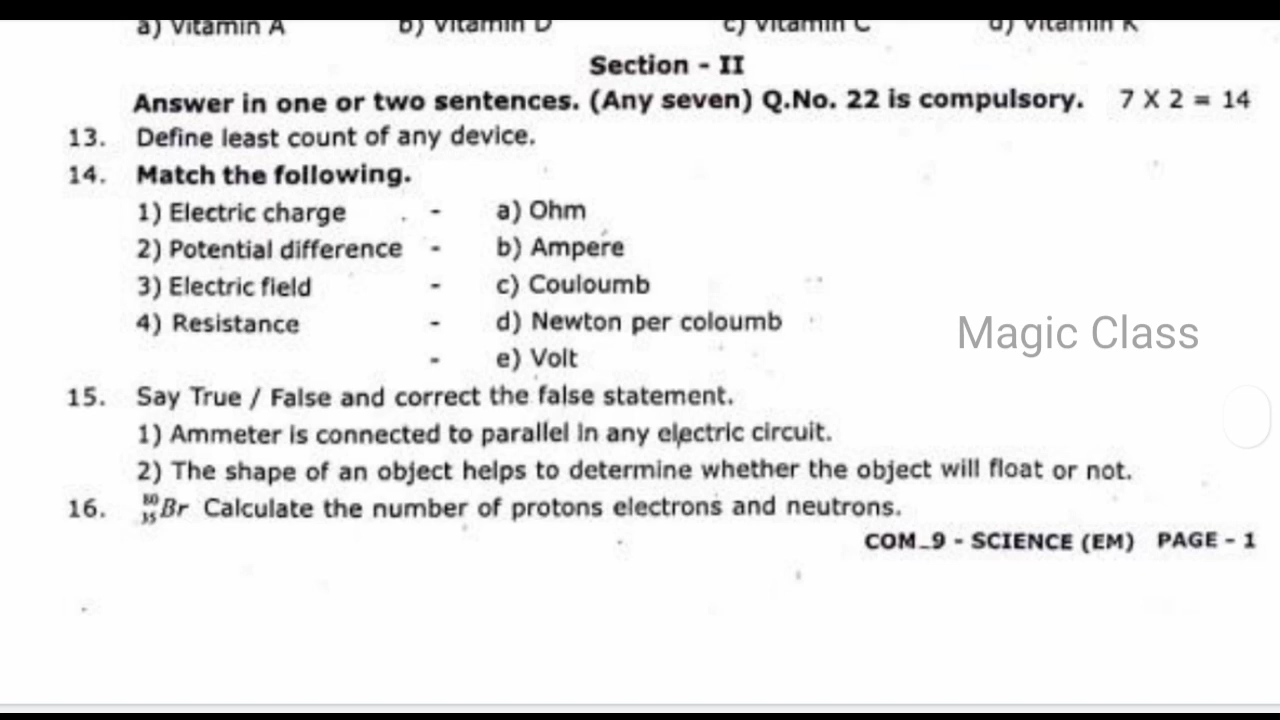 a) Vitamin A b) Vitamin D c) Vitamin C d) Vitamin K
Section - II
Answer in one or two sentences. (Any seven) Q.No. 22 is compulsory. 7 X 2 = 14
13. Define least count of any device.
14. Match the following.
1) Electric charge - a) Ohm
2) Potential difference - b) Ampere
3) Electric field - c) Couloumb
4) Resistance - d) Newton per coloumb
- e) Volt
15. Say True / False and correct the false statement.
1) Ammeter is connected to parallel in any electric circuit.
2) The shape of an object helps to determine whether the object will float or not.
16. ⁸⁰₃₅Br Calculate the number of protons electrons and neutrons.
COM_9 - SCIENCE (EM) PAGE - 1
Magic Class